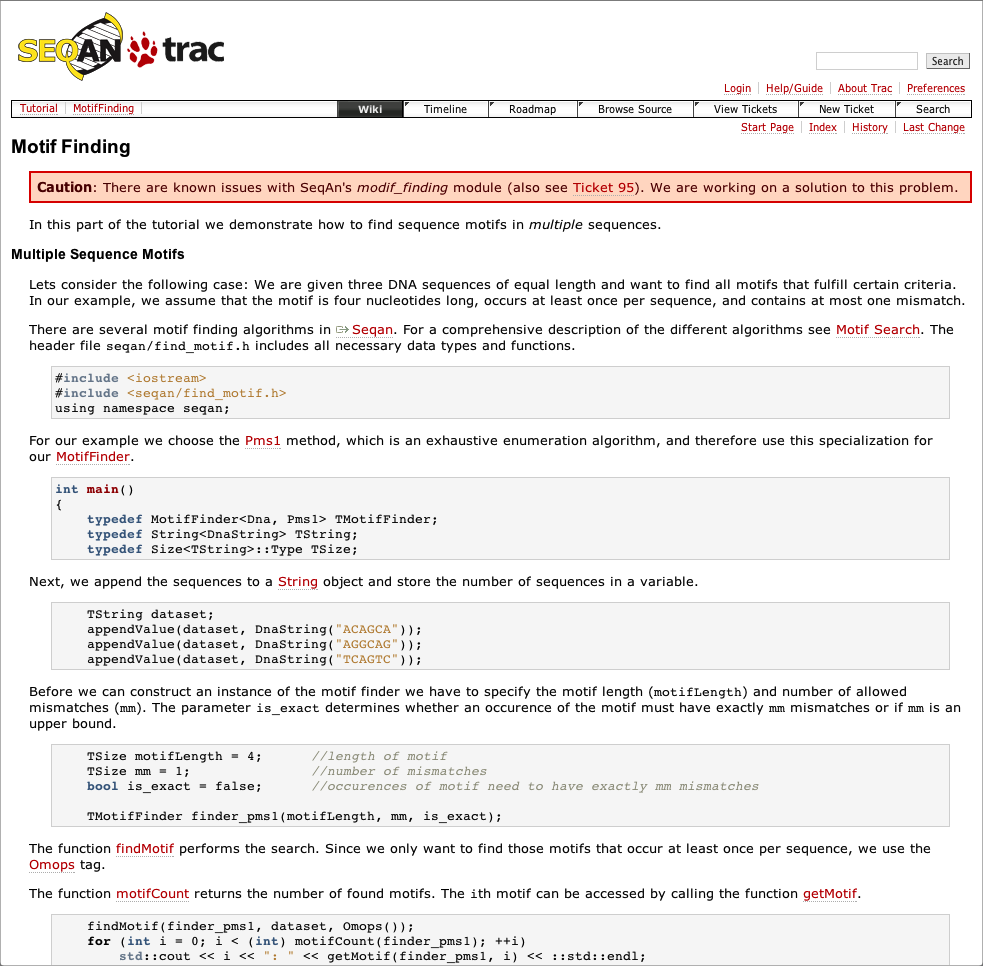 SEQAN trac
Search
Login Help/Guide About Trac Preferences
Tutorial MotifFinding Wiki Timeline Roadmap Browse Source View Tickets New Ticket Search
Start Page Index History Last Change
Motif Finding
Caution: There are known issues with SeqAn's modif_finding module (also see Ticket 95). We are working on a solution to this problem.
In this part of the tutorial we demonstrate how to find sequence motifs in multiple sequences.
Multiple Sequence Motifs
Lets consider the following case: We are given three DNA sequences of equal length and want to find all motifs that fulfill certain criteria.
In our example, we assume that the motif is four nucleotides long, occurs at least once per sequence, and contains at most one mismatch.
There are several motif finding algorithms in Seqan. For a comprehensive description of the different algorithms see Motif Search. The
header file seqan/find_motif.h includes all necessary data types and functions.
#include <iostream>
#include <seqan/find_motif.h>
using namespace seqan;
For our example we choose the Pms1 method, which is an exhaustive enumeration algorithm, and therefore use this specialization for
our MotifFinder.
int main()
{
    typedef MotifFinder<Dna, Pms1> TMotifFinder;
    typedef String<DnaString> TString;
    typedef Size<TString>::Type TSize;
Next, we append the sequences to a String object and store the number of sequences in a variable.
    TString dataset;
    appendValue(dataset, DnaString("ACAGCA"));
    appendValue(dataset, DnaString("AGGCAG"));
    appendValue(dataset, DnaString("TCAGTC"));
Before we can construct an instance of the motif finder we have to specify the motif length (motifLength) and number of allowed
mismatches (mm). The parameter is_exact determines whether an occurence of the motif must have exactly mm mismatches or if mm is an
upper bound.
    TSize motifLength = 4;      //length of motif
    TSize mm = 1;               //number of mismatches
    bool is_exact = false;      //occurences of motif need to have exactly mm mismatches
    TMotifFinder finder_pms1(motifLength, mm, is_exact);
The function findMotif performs the search. Since we only want to find those motifs that occur at least once per sequence, we use the
Omops tag.
The function motifCount returns the number of found motifs. The ith motif can be accessed by calling the function getMotif.
    findMotif(finder_pms1, dataset, Omops());
    for (int i = 0; i < (int) motifCount(finder_pms1); ++i)
        std::cout << i << ": " << getMotif(finder_pms1, i) << ::std::endl;